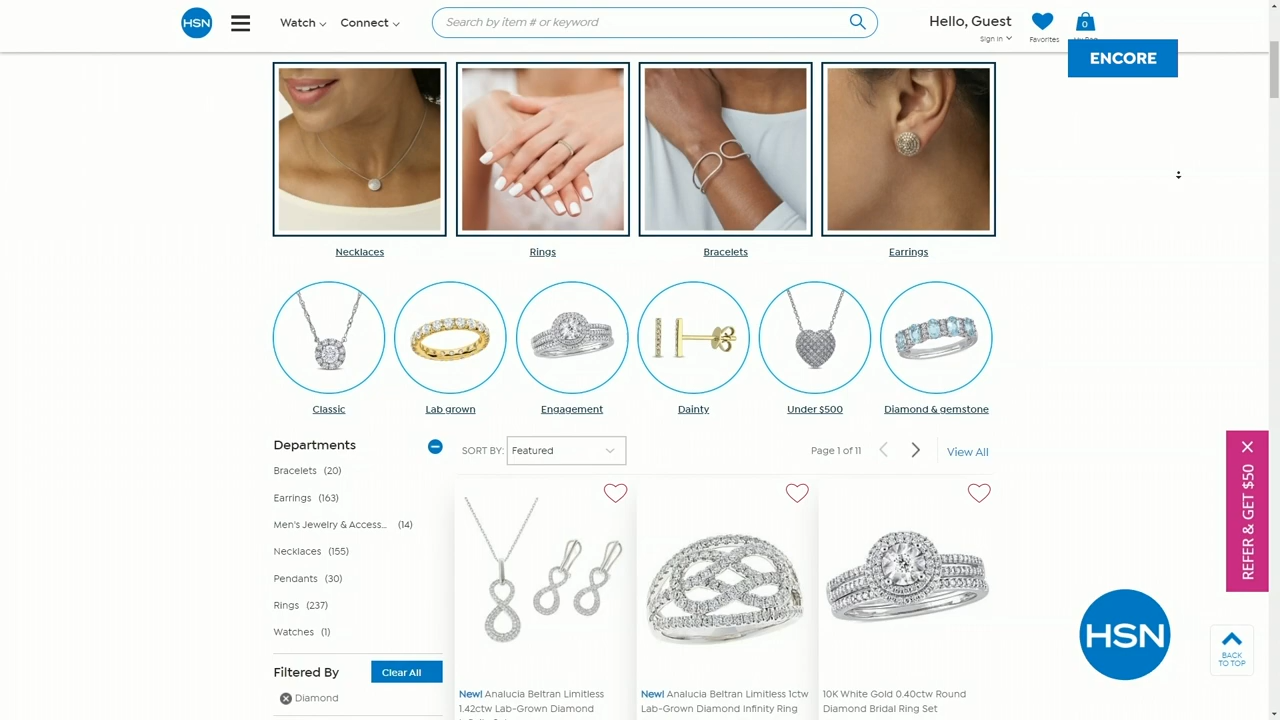 HSN
Watch
Connect
Search by item # or keyword
Hello, Guest
Sign In
Favorites
0
ENCORE
Necklaces
Rings
Bracelets
Earrings
Classic
Lab grown
Engagement
Dainty
Under $500
Diamond & gemstone
Departments
Bracelets (20)
Earrings (163)
Men's Jewelry & Access... (14)
Necklaces (155)
Pendants (30)
Rings (237)
Watches (1)
Filtered By
Clear All
Diamond
SORT BY: Featured
Page 1 of 11
View All
New! Analucia Beltran Limitless
1.42ctw Lab-Grown Diamond
New! Analucia Beltran Limitless 1ctw
Lab-Grown Diamond Infinity Ring
10K White Gold 0.40ctw Round
Diamond Bridal Ring Set
REFER & GET $50
HSN
BACK
TO TOP